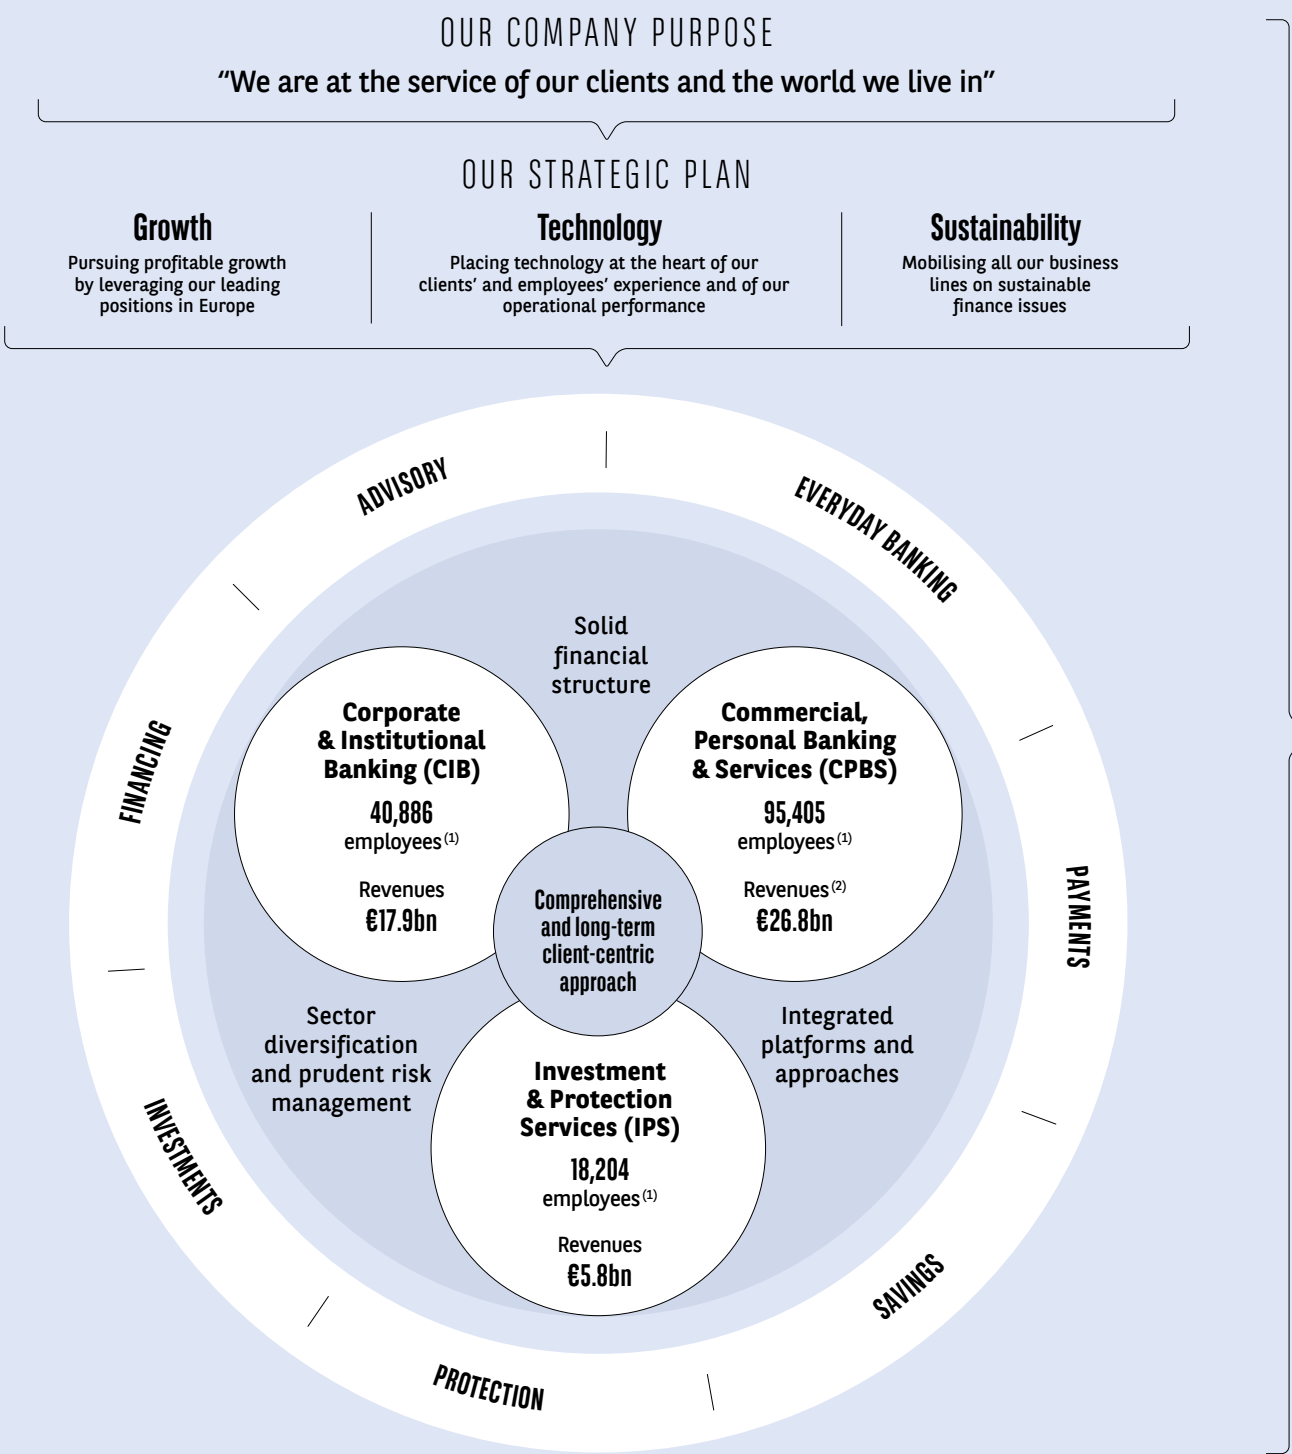 OUR COMPANY PURPOSE
“We are at the service of our clients and the world we live in”
OUR STRATEGIC PLAN
Growth
Pursuing profitable growth
by leveraging our leading
positions in Europe
Technology
Placing technology at the heart of our
clients’ and employees’ experience and of our
operational performance
Sustainability
Mobilising all our business
lines on sustainable
finance issues
ADVISORY
EVERYDAY BANKING
PAYMENTS
SAVINGS
PROTECTION
INVESTMENTS
FINANCING
Solid
financial
structure
Corporate
& Institutional
Banking (CIB)
40,886
employees (1)
Revenues
€17.9bn
Commercial,
Personal Banking
& Services (CPBS)
95,405
employees (1)
Revenues (2)
€26.8bn
Comprehensive
and long-term
client-centric
approach
Sector
diversification
and prudent risk
management
Integrated
platforms and
approaches
Investment
& Protection
Services (IPS)
18,204
employees (1)
Revenues
€5.8bn